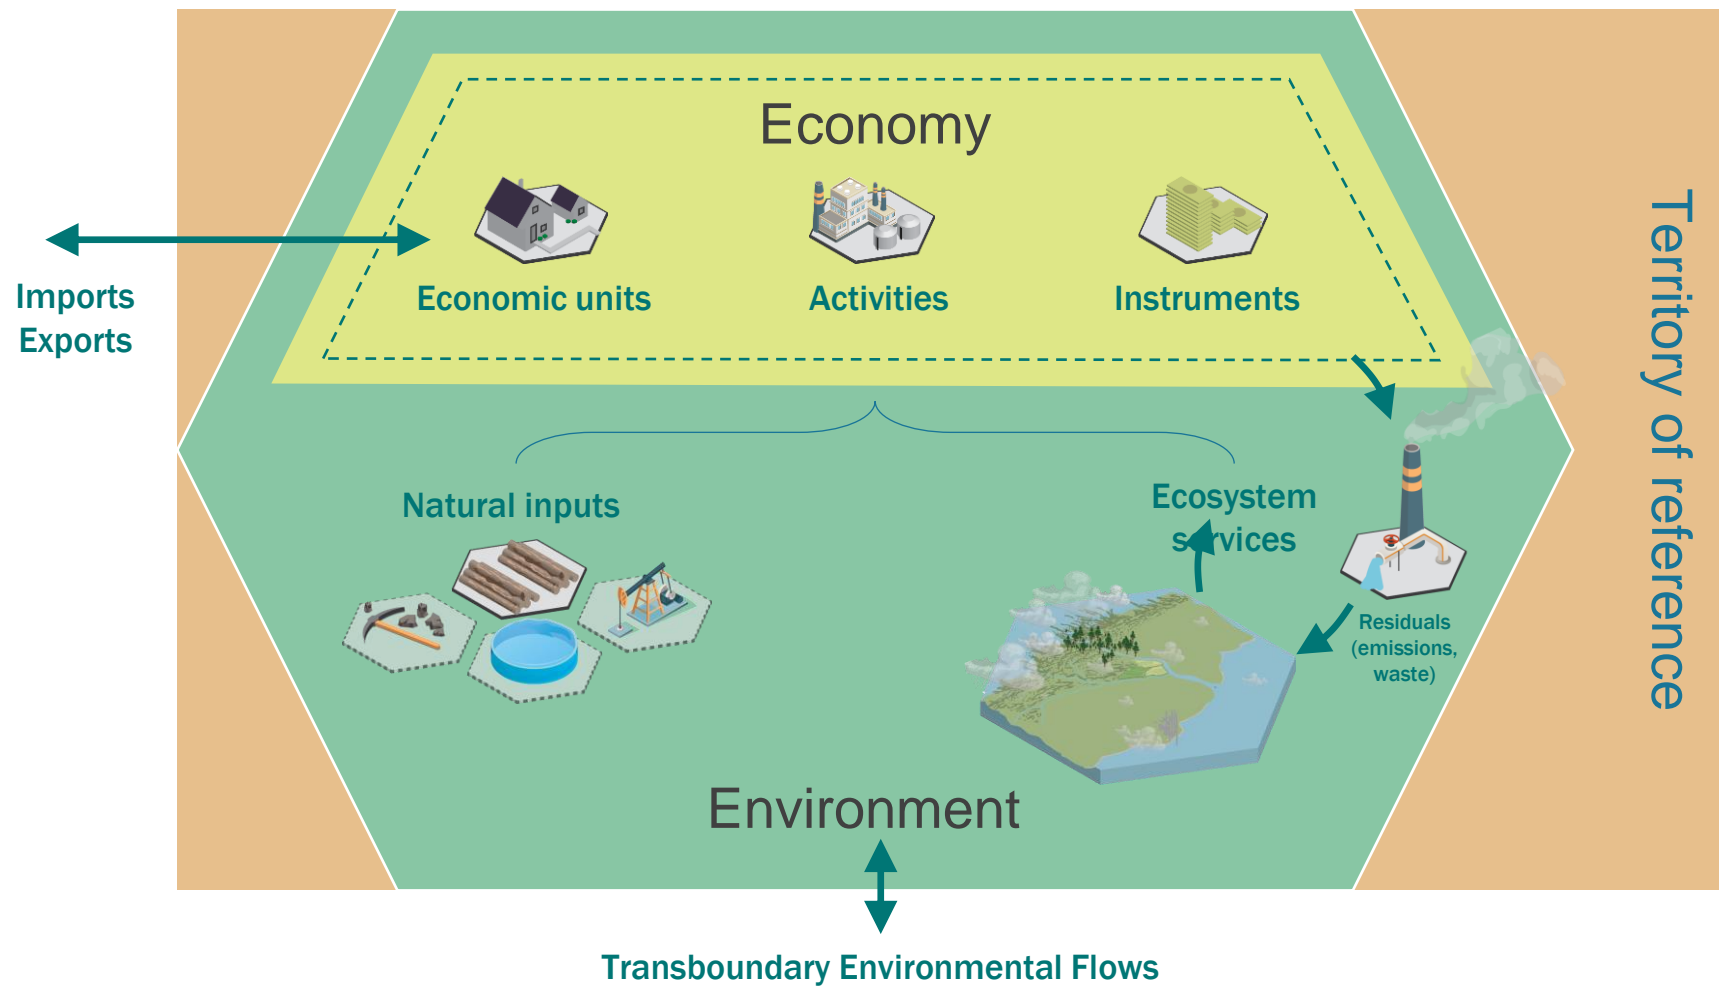 Economy
Economic units
Activities
Instruments
Imports
Exports
Territory of reference
Natural inputs
Ecosystem
services
Residuals
(emissions,
waste)
Environment
Transboundary Environmental Flows